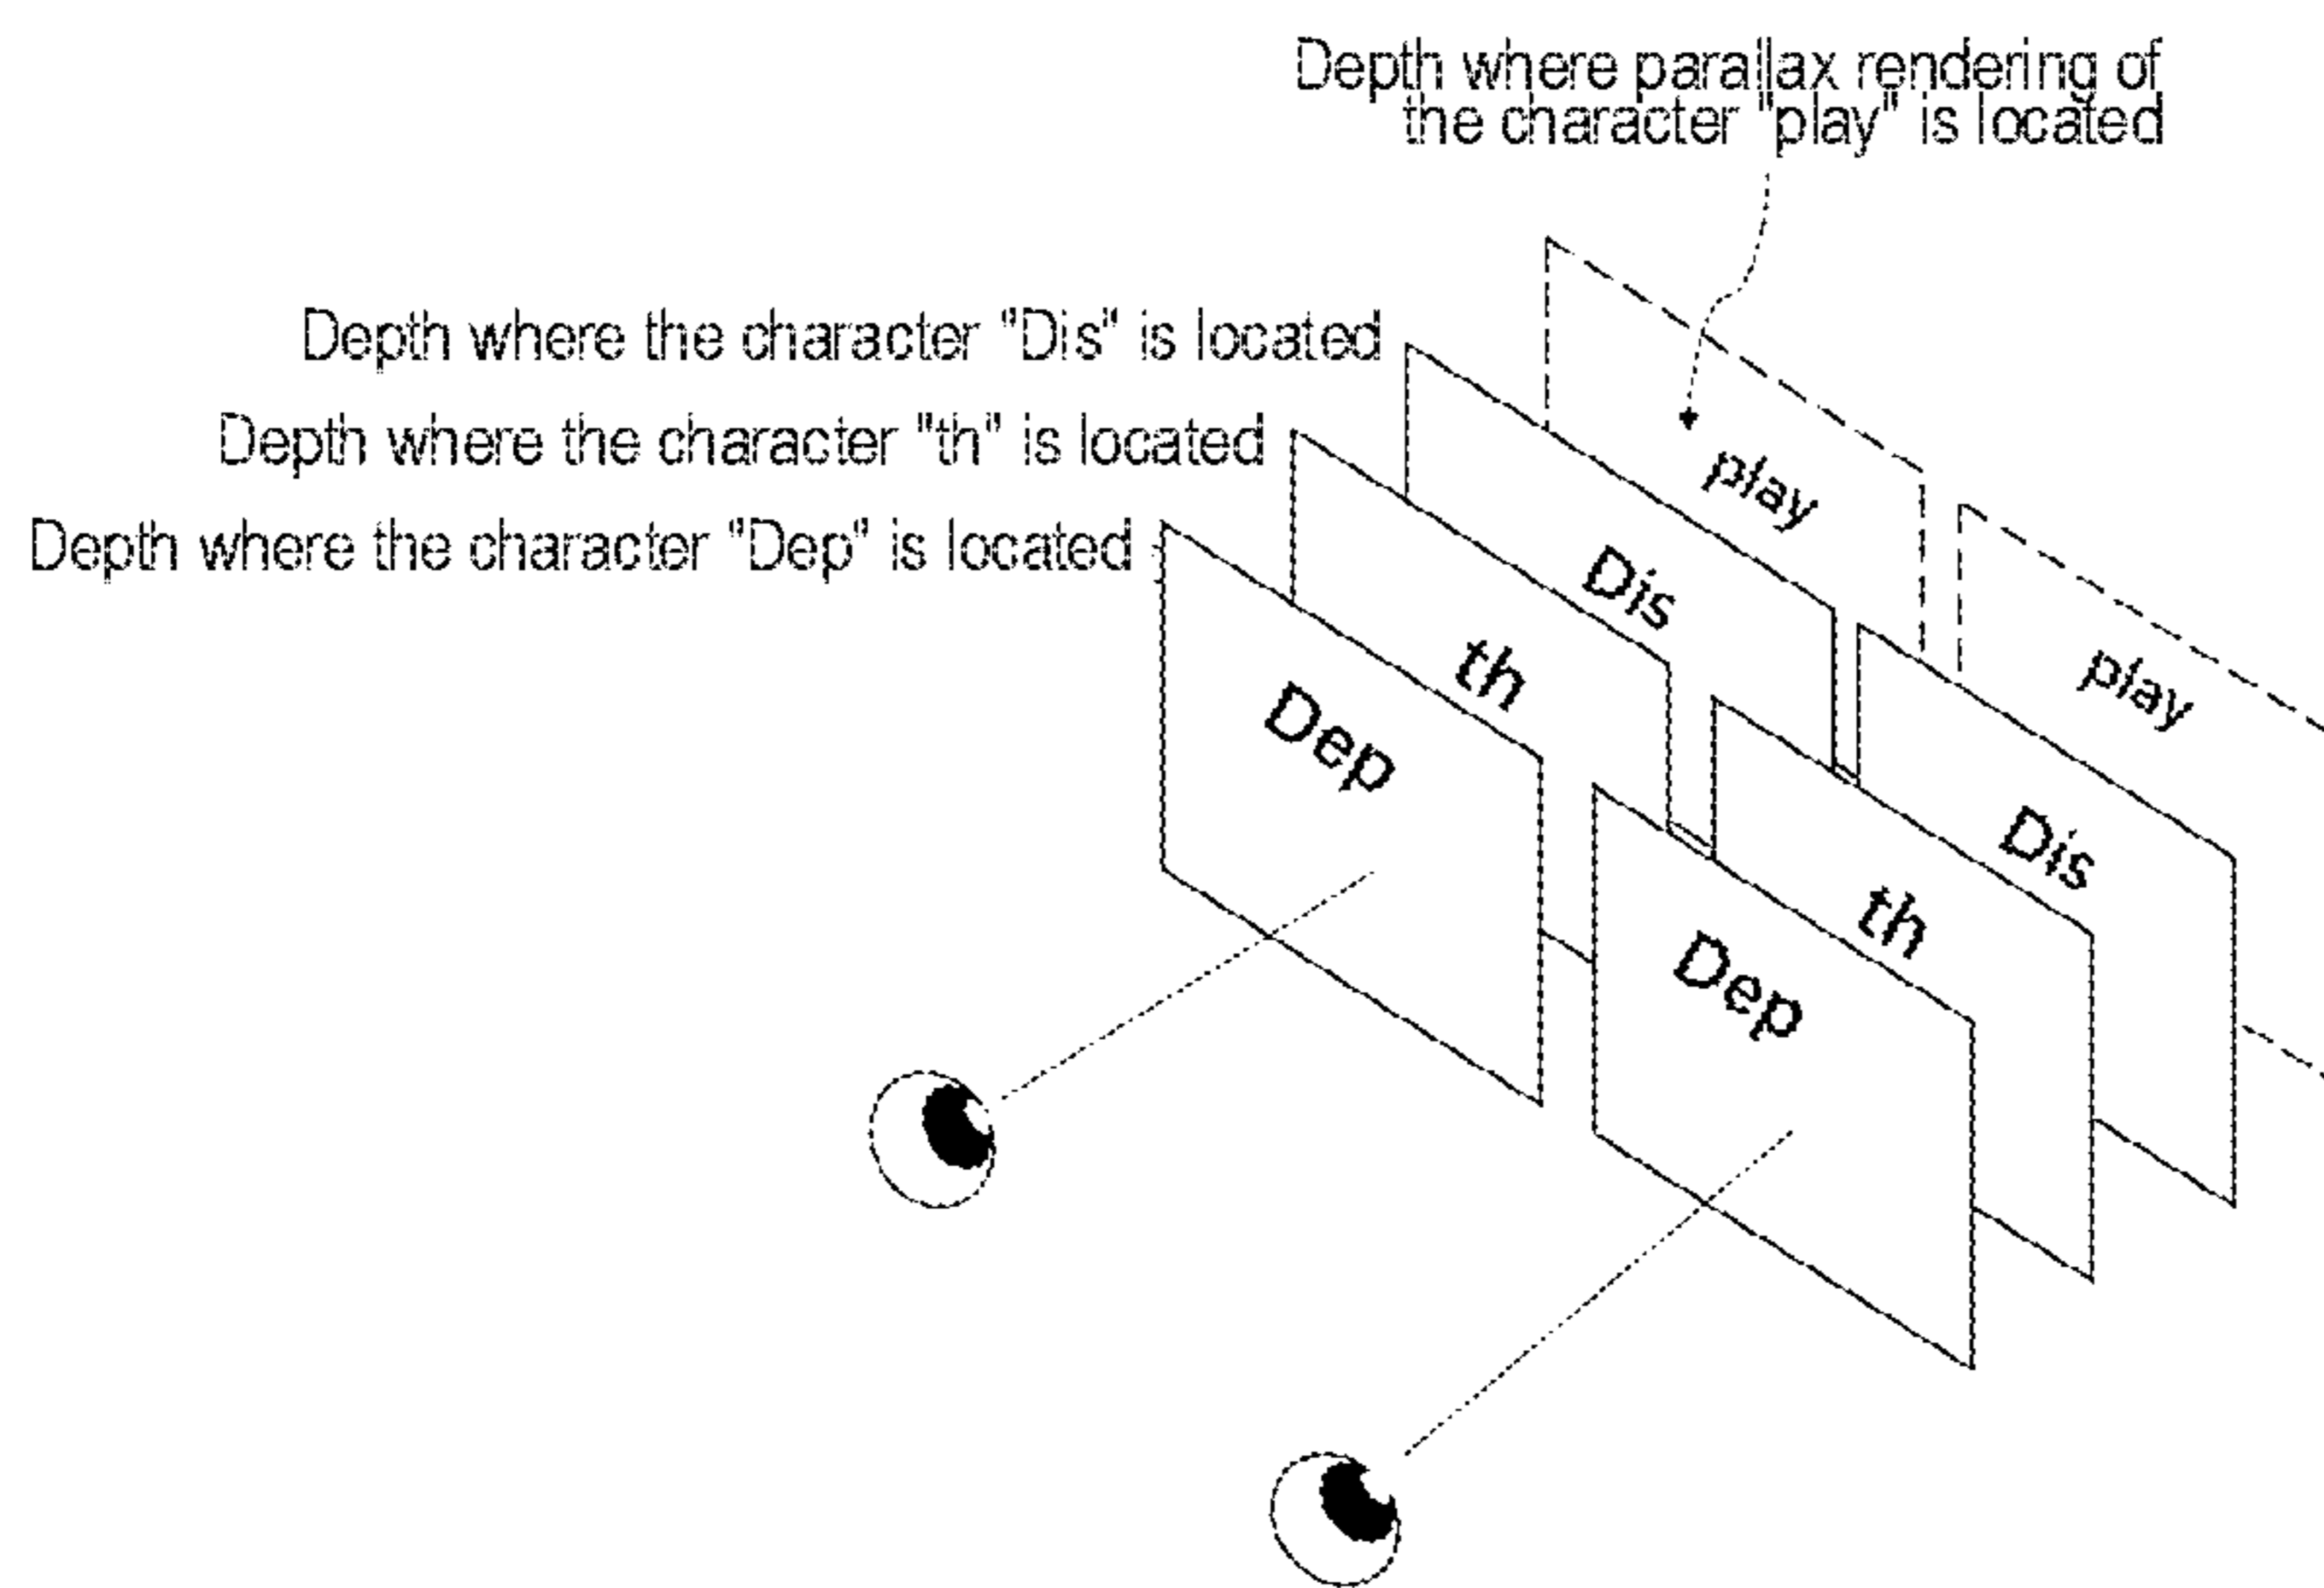 Depth where parallax rendering of
the character "play" is located
Depth where the character "Dis" is located
Depth where the character "th" is located
Depth where the character "Dep" is located
play
Dis
th
Dep
play
Dis
th
Dep